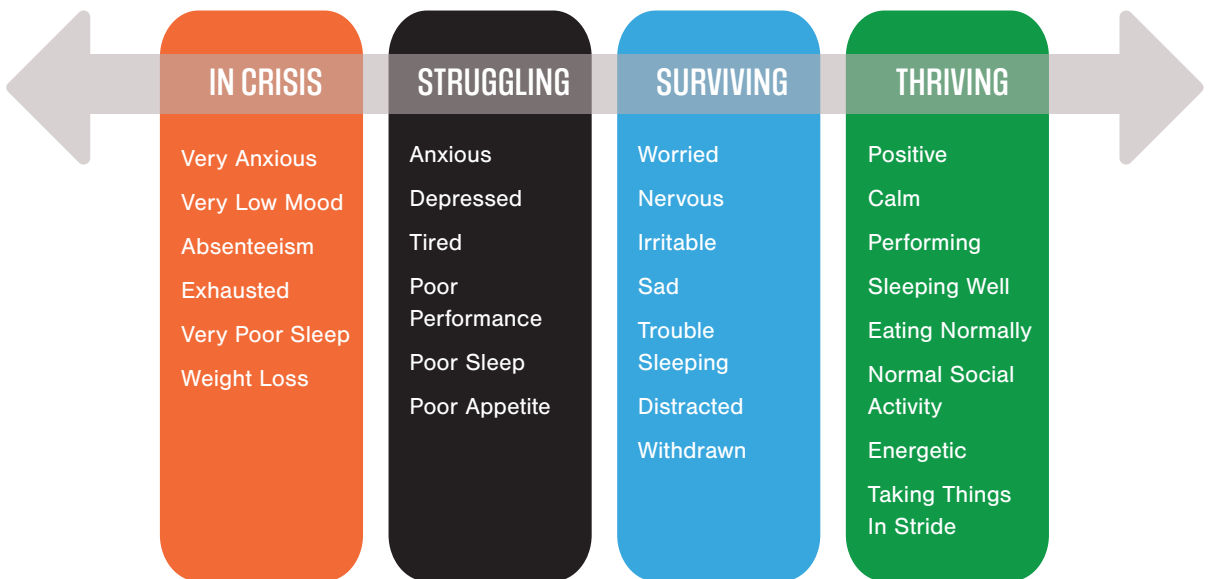 IN CRISIS
Very Anxious
Very Low Mood
Absenteeism
Exhausted
Very Poor Sleep
Weight Loss
STRUGGLING
Anxious
Depressed
Tired
Poor
Performance
Poor Sleep
Poor Appetite
SURVIVING
Worried
Nervous
Irritable
Sad
Trouble
Sleeping
Distracted
Withdrawn
THRIVING
Positive
Calm
Performing
Sleeping Well
Eating Normally
Normal Social
Activity
Energetic
Taking Things
In Stride